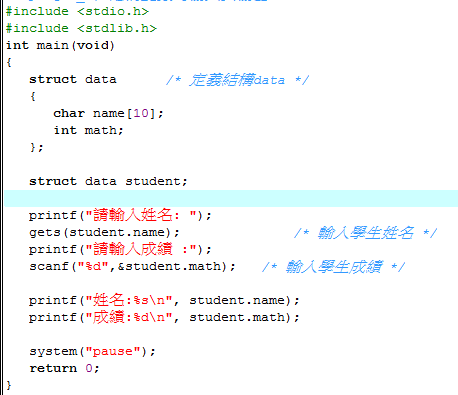 #include <stdio.h>
#include <stdlib.h>
int main(void)
{
   struct data      /* 定義結構data */
   {
      char name[10];
      int math;
   };

   struct data student;

   printf("請輸入姓名: ");
   gets(student.name);               /* 輸入學生姓名 */
   printf("請輸入成績 :");
   scanf("%d",&student.math);   /* 輸入學生成績 */

   printf("姓名:%s\n", student.name);
   printf("成績:%d\n", student.math);

   system("pause");
   return 0;
}